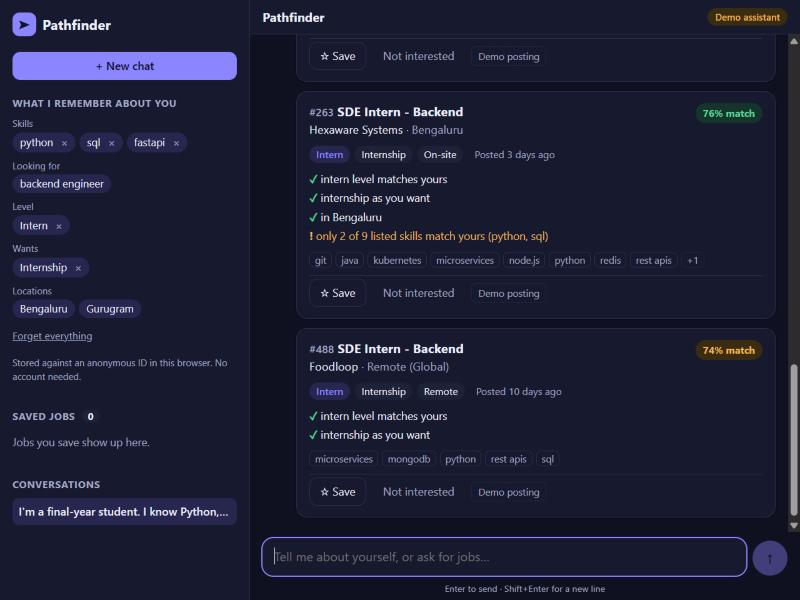 Pathfinder
+ New chat
WHAT I REMEMBER ABOUT YOU
Skills
python × sql × fastapi ×
Looking for
backend engineer
Level
Intern ×
Wants
Internship ×
Locations
Bengaluru Gurugram
Forget everything
Stored against an anonymous ID in this browser. No
account needed.
SAVED JOBS 0
Jobs you save show up here.
CONVERSATIONS
I'm a final-year student. I know Python,...
Pathfinder
Demo assistant
☆ Save Not interested Demo posting
#263 SDE Intern - Backend
76% match
Hexaware Systems · Bengaluru
Intern Internship On-site Posted 3 days ago
✓ intern level matches yours
✓ internship as you want
✓ in Bengaluru
! only 2 of 9 listed skills match yours (python, sql)
git java kubernetes microservices node.js python redis rest apis +1
☆ Save Not interested Demo posting
#488 SDE Intern - Backend
74% match
Foodloop · Remote (Global)
Intern Internship Remote Posted 10 days ago
✓ intern level matches yours
✓ internship as you want
microservices mongodb python rest apis sql
☆ Save Not interested Demo posting
Tell me about yourself, or ask for jobs...
↑
Enter to send · Shift+Enter for a new line